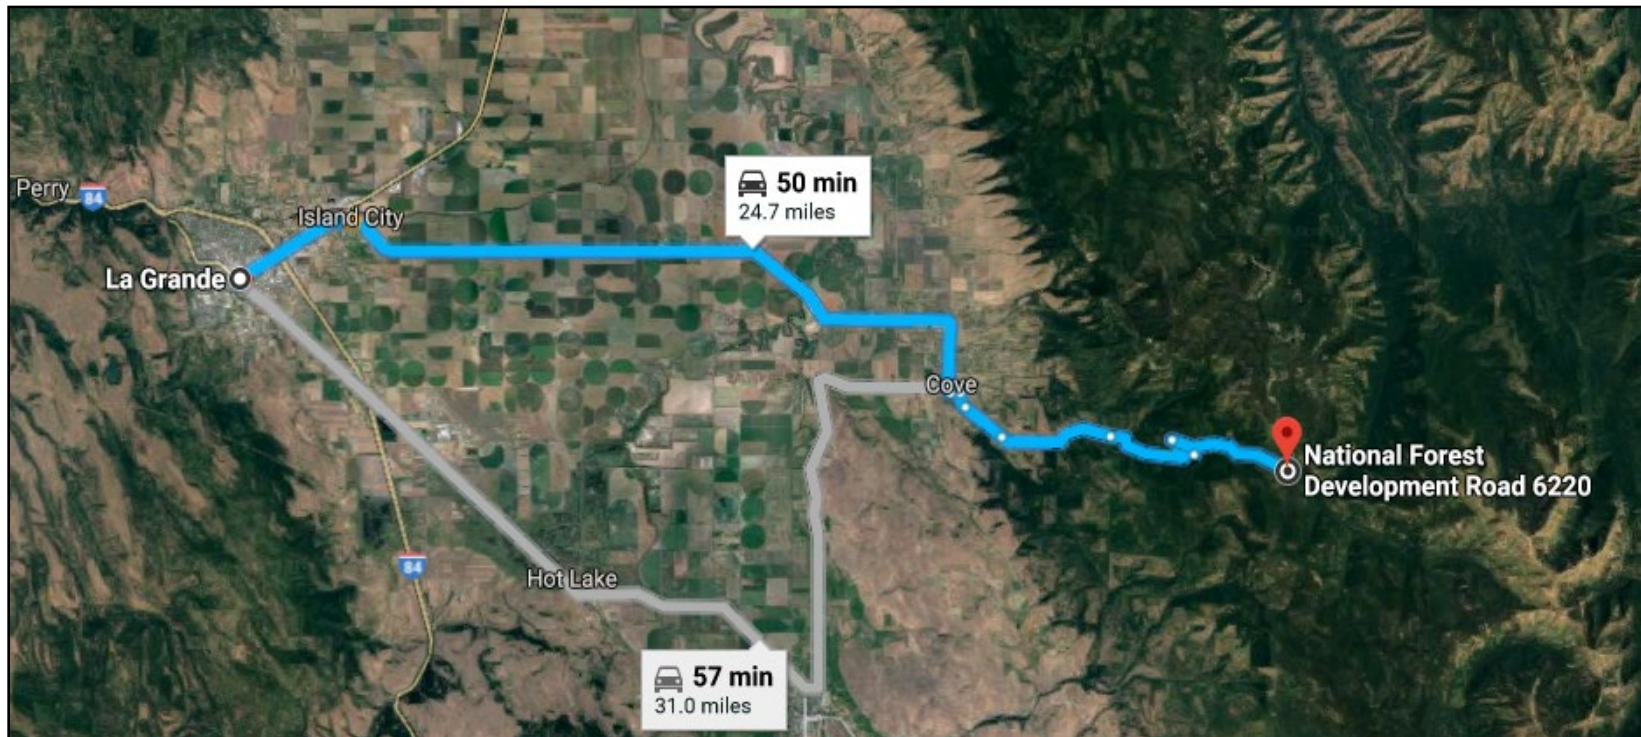 Perry
84
Island City
50 min
24.7 miles
La Grande
Cove
National Forest
Development Road 6220
84
Hot Lake
57 min
31.0 miles